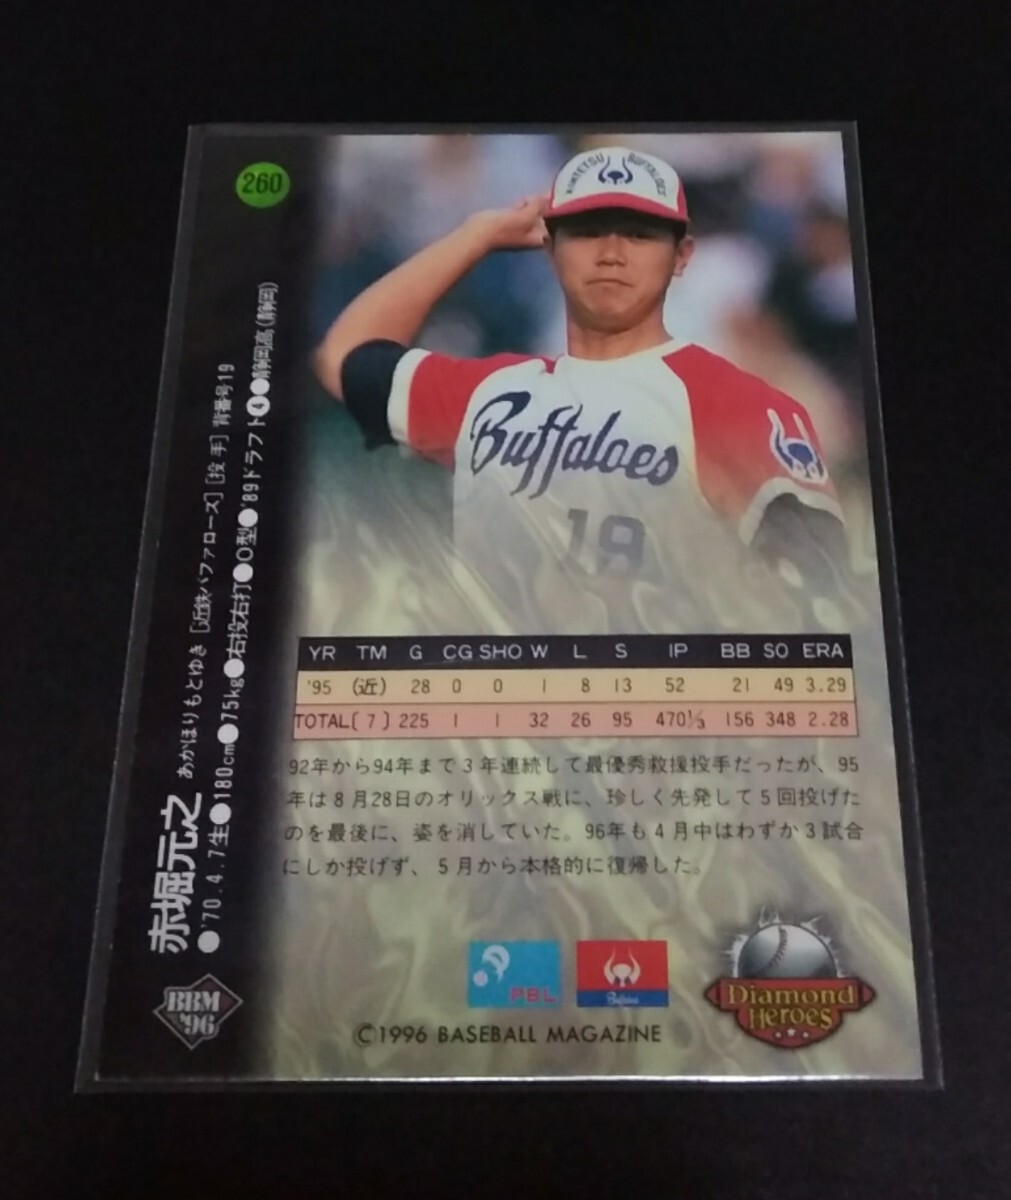 260
赤堀元之 あかほりもとゆき [近鉄バファローズ] [投手] 背番号19
●'70.4.7生●180cm●75kg●右投右打●O型●'89ドラフト❹●静岡高(静岡)
KINTETSU BUFFALOES
Buffaloes
19
YR TM G CG SHO W L S IP BB SO ERA
'95 (近) 28 0 0 1 8 13 52 21 49 3.29
TOTAL[7] 225 1 1 32 26 95 470⅓ 156 348 2.28
92年から94年まで3年連続して最優秀救援投手だったが、95
年は8月28日のオリックス戦に、珍しく先発して5回投げた
のを最後に、姿を消していた。96年も4月中はわずか3試合
にしか投げず、5月から本格的に復帰した。
BBM
'96
PBL
Buffaloes
Diamond
Heroes
©1996 BASEBALL MAGAZINE